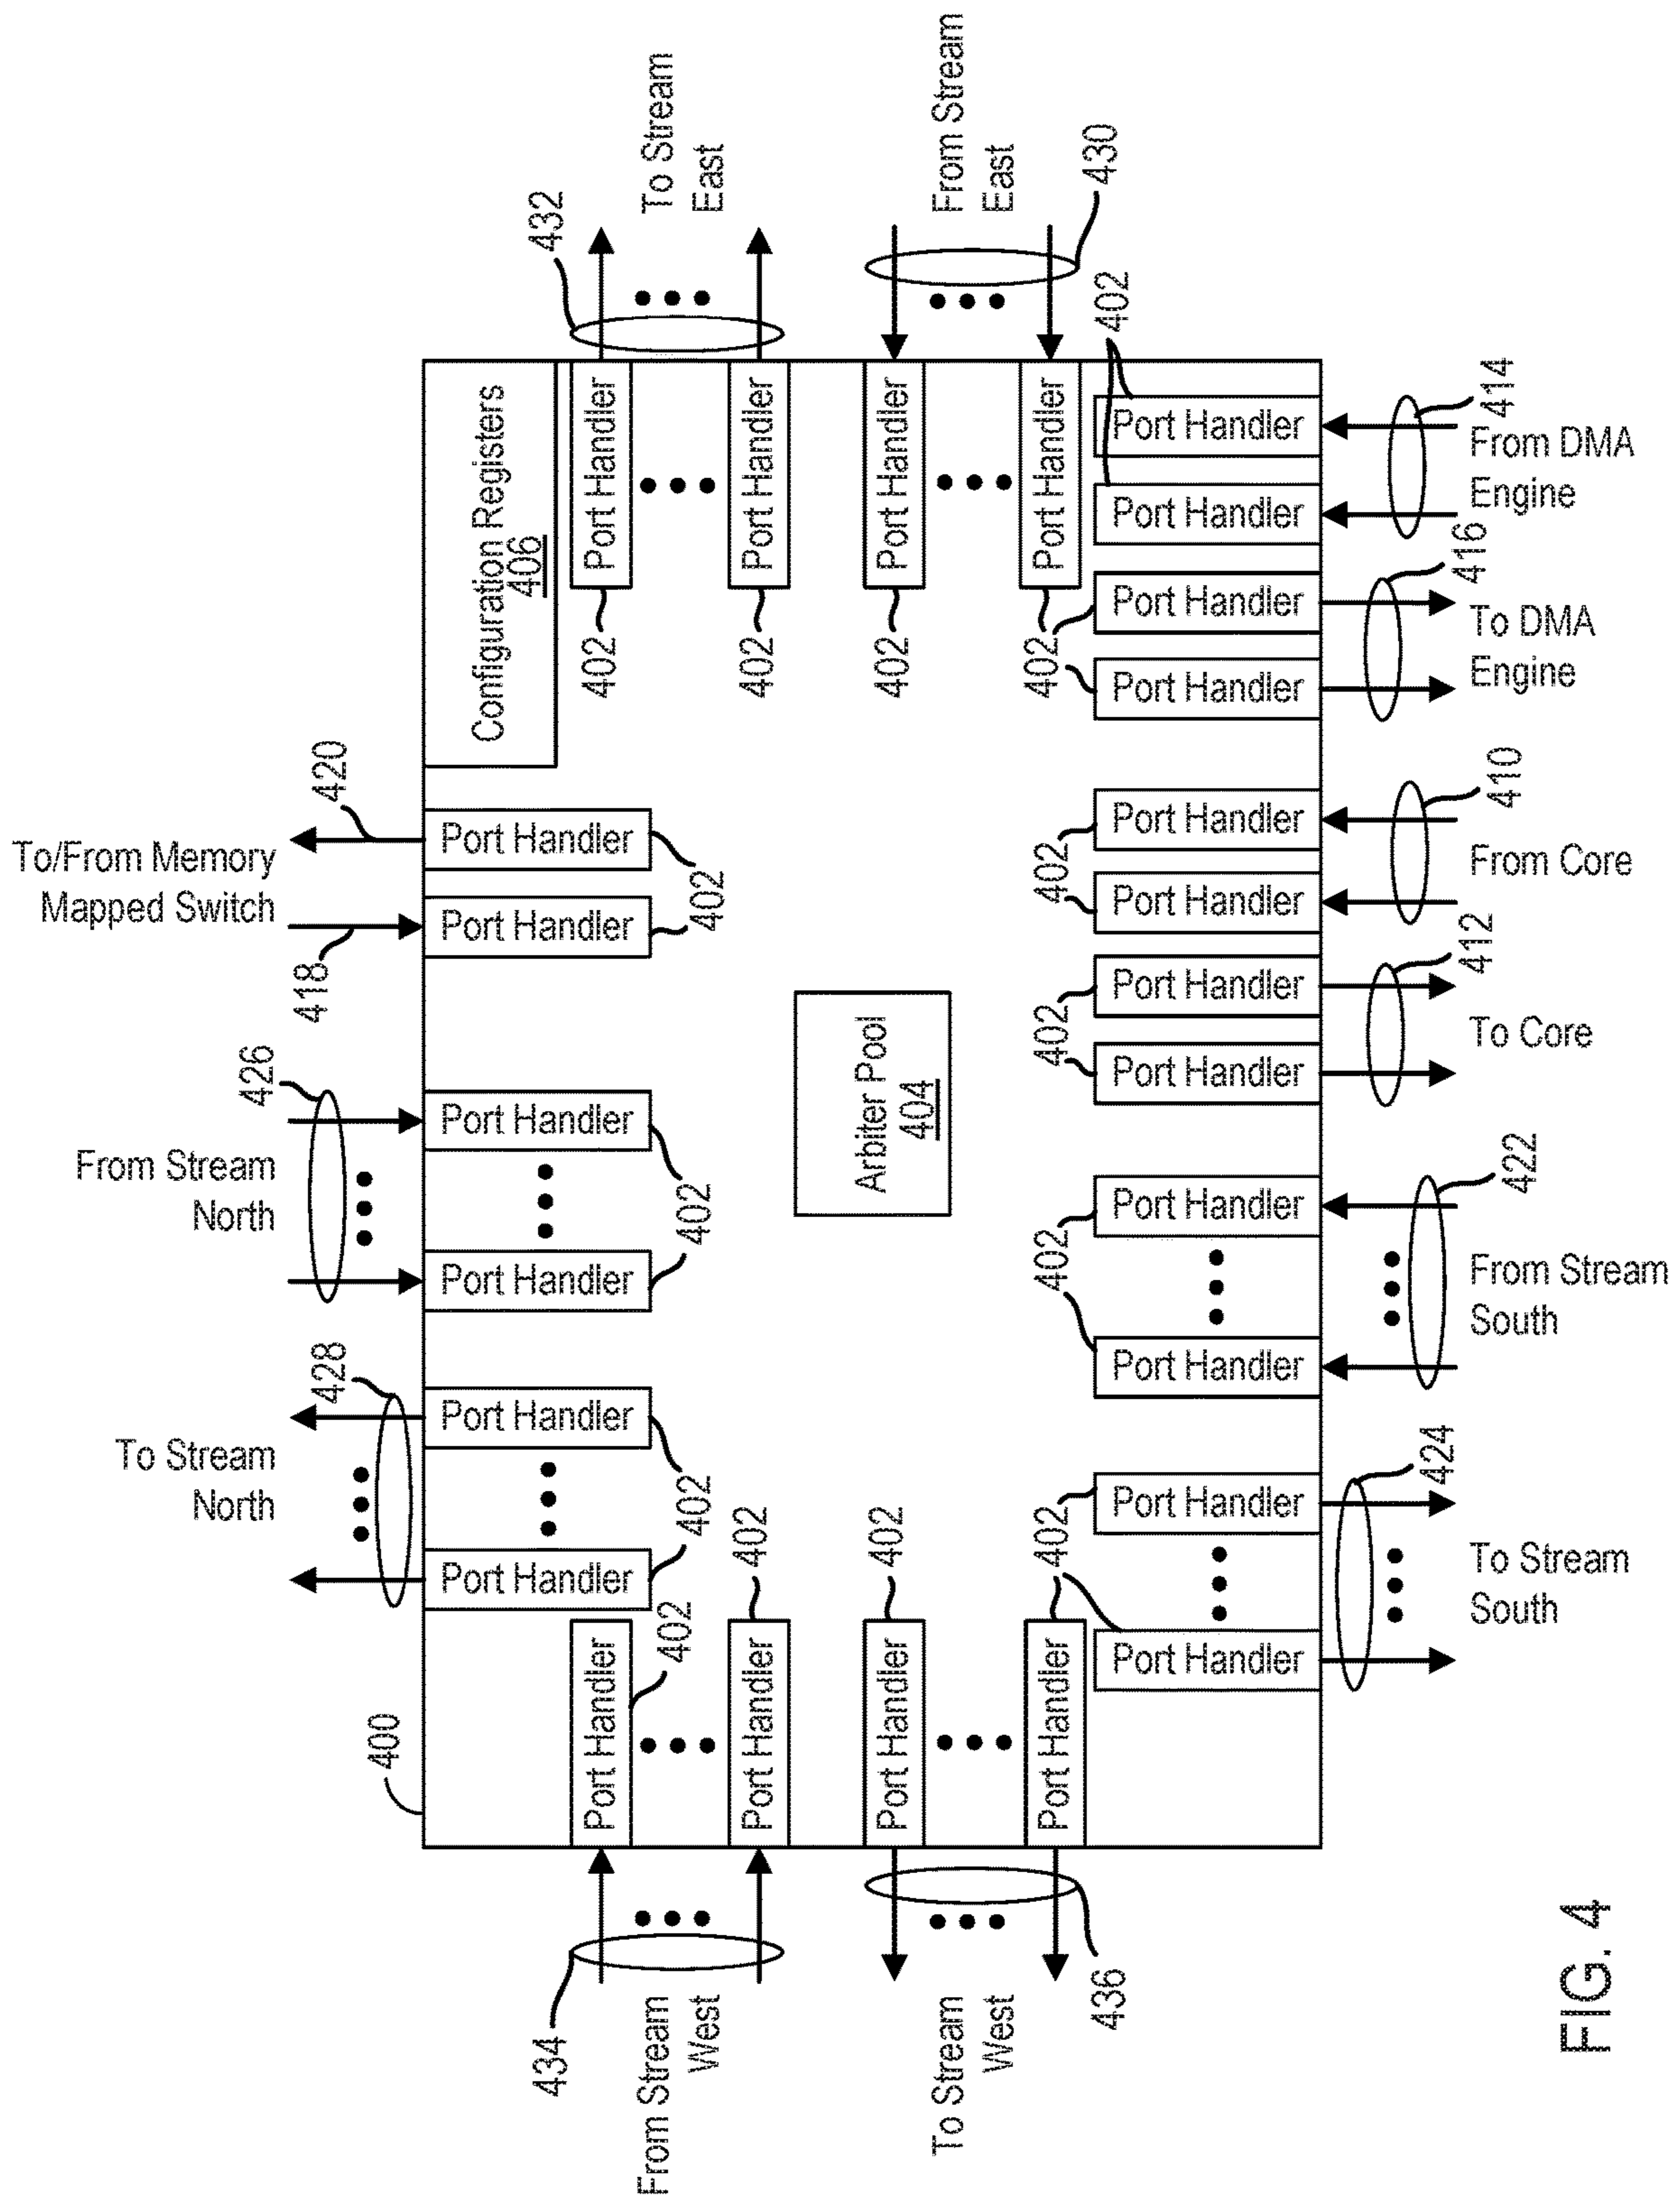 To Stream
East
432
From Stream
East
430
Configuration Registers
406
Port Handler
402
Port Handler
402
Port Handler
402
Port Handler
402
402
Port Handler
Port Handler
414
From DMA
Engine
Port Handler
Port Handler
416
To DMA
Engine
To/From Memory
Mapped Switch
420
418
Port Handler
Port Handler
402
402
Port Handler
Port Handler
410
From Core
402
Port Handler
Port Handler
412
To Core
Arbiter Pool
404
426
From Stream
North
Port Handler
402
Port Handler
402
402
Port Handler
Port Handler
422
From Stream
South
428
To Stream
North
Port Handler
402
Port Handler
402
402
Port Handler
Port Handler
424
To Stream
South
400
Port Handler
402
Port Handler
402
Port Handler
Port Handler
402
434
From Stream
West
To Stream
West
436
FIG. 4